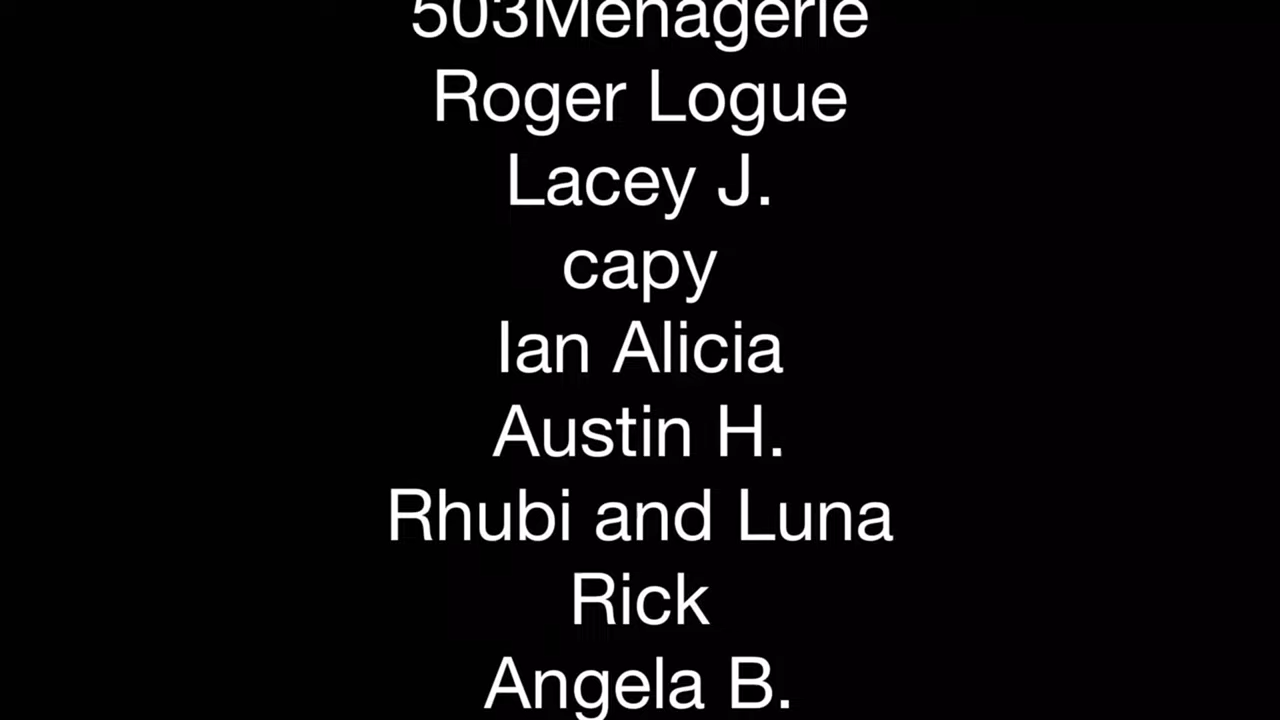 503Menagerie
Roger Logue
Lacey J.
capy
Ian Alicia
Austin H.
Rhubi and Luna
Rick
Angela B.